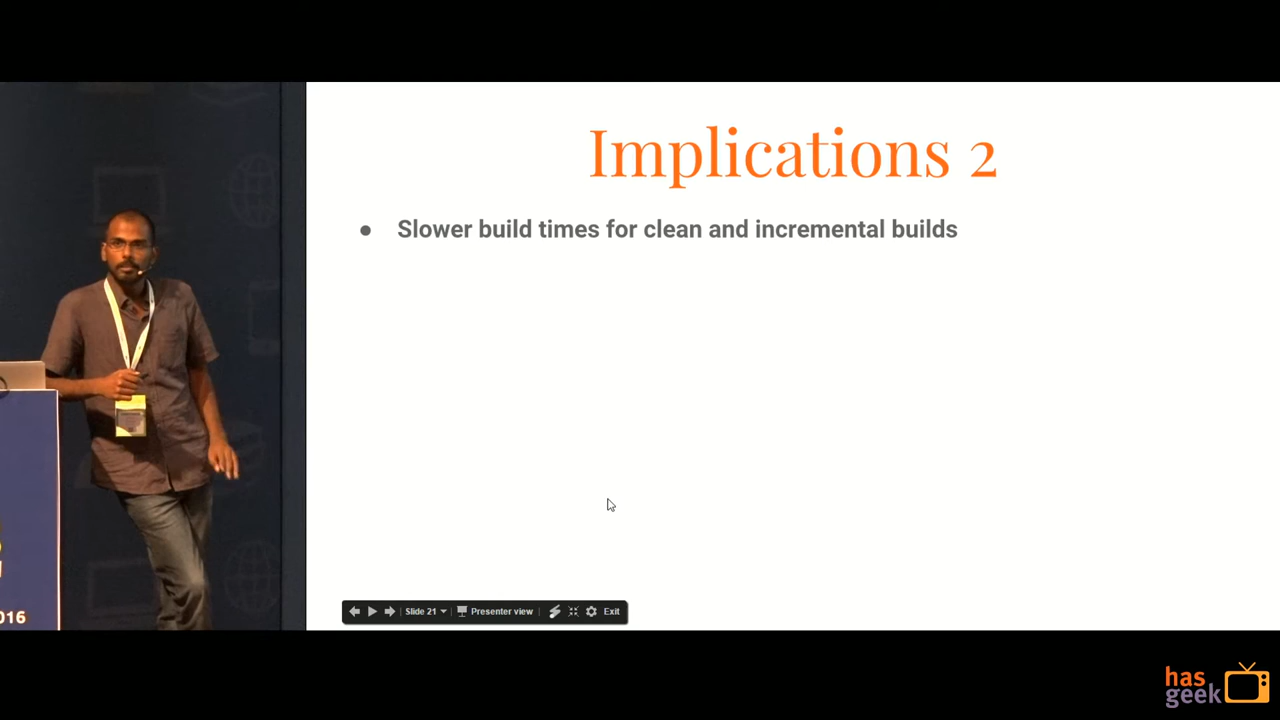 Implications 2
● Slower build times for clean and incremental builds
Slide 21
Presenter view
Exit
016
has
geek